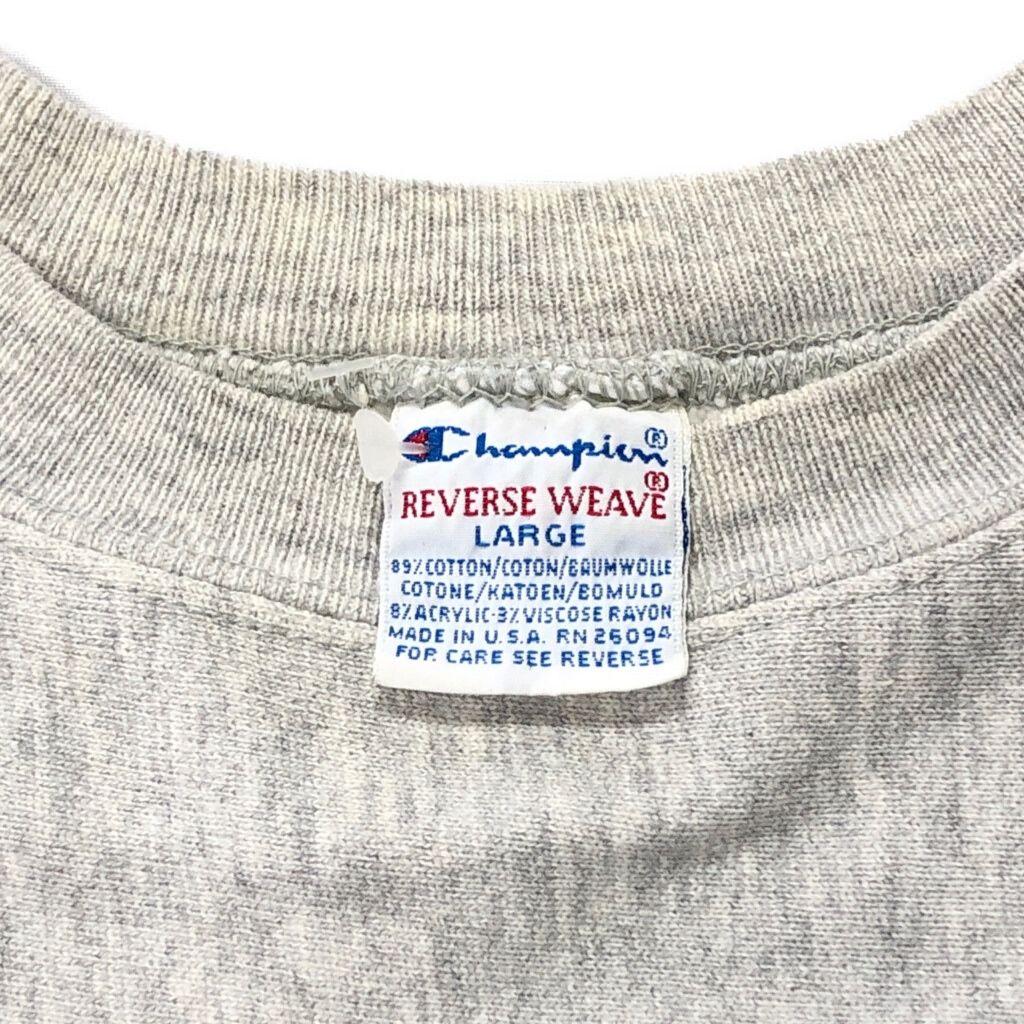 Champion®
REVERSE WEAVE®
LARGE
89% COTTON/COTON/BAUMWOLLE
COTONE/KATOEN/BOMULD
8% ACRYLIC-3% VISCOSE RAYON
MADE IN U.S.A. RN 26094
FOR CARE SEE REVERSE